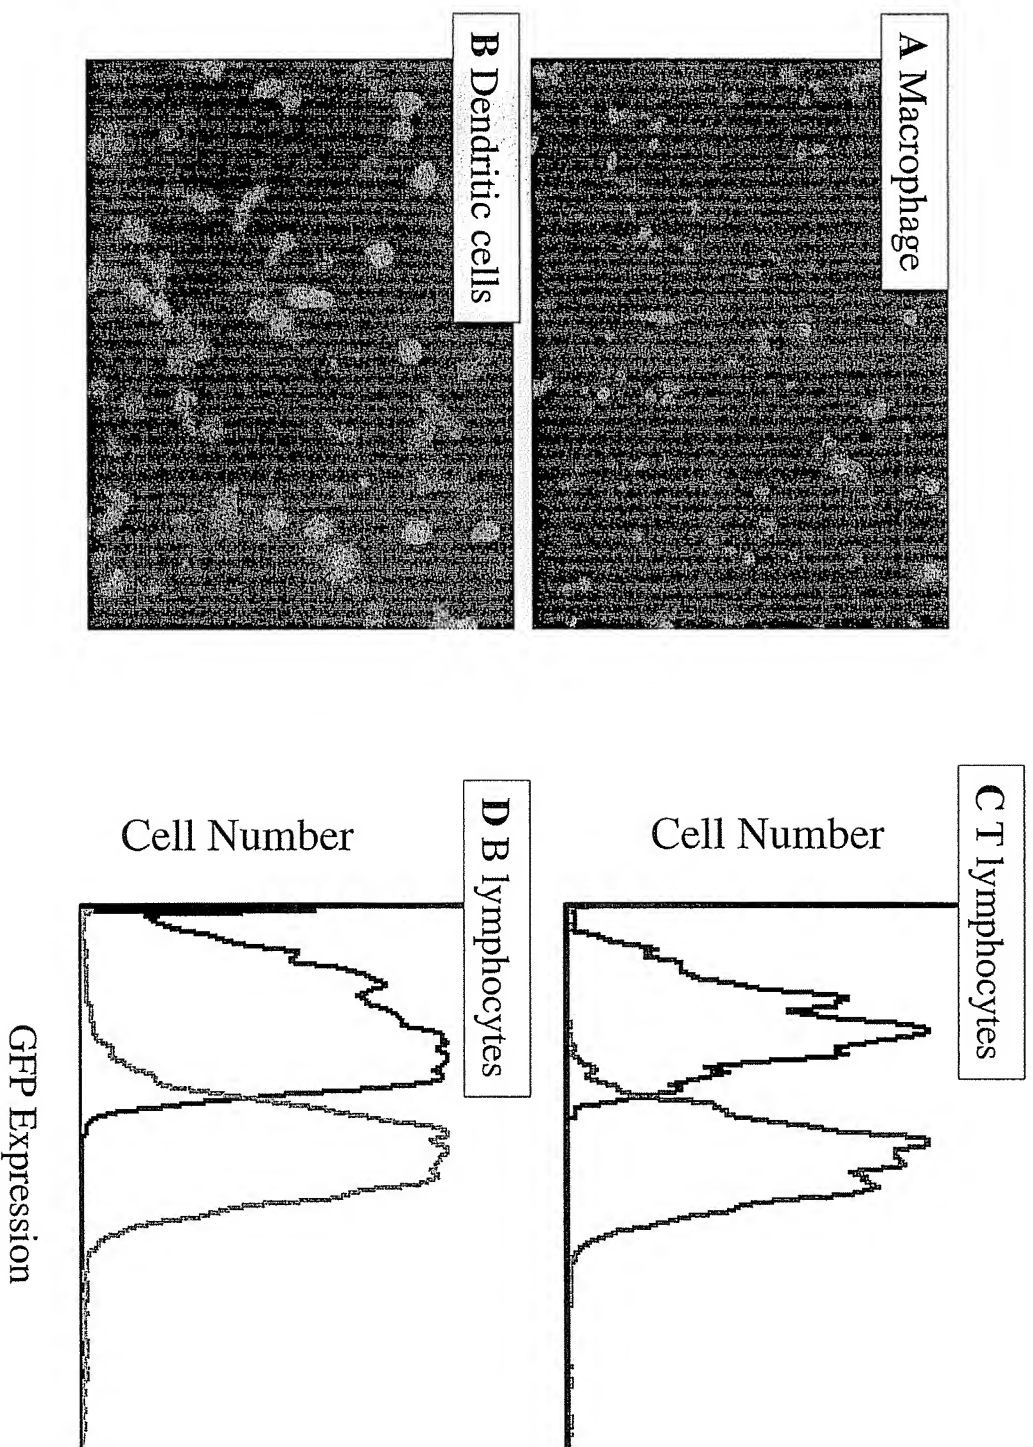 A Macrophage
B Dendritic cells
C T lymphocytes
Cell Number
D B lymphocytes
Cell Number
GFP Expression